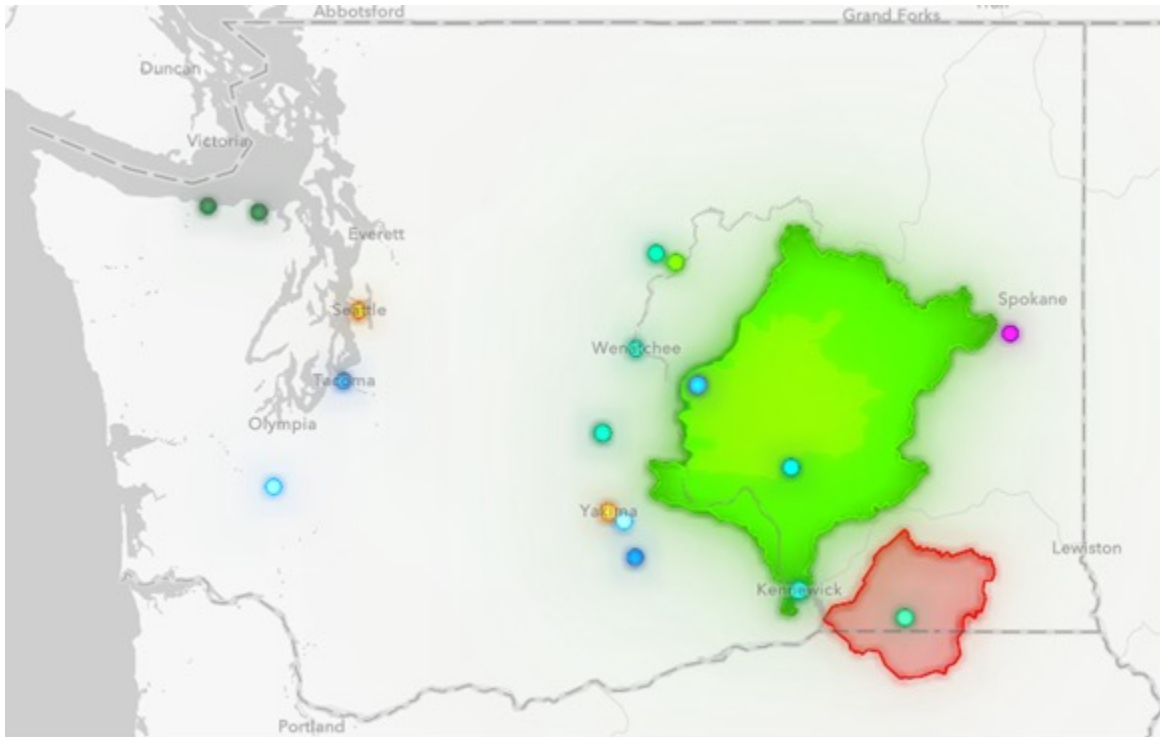 Abbotsford
Grand Forks
Duncan
Victoria
Everett
Seattle
Spokane
Wenatchee
Tacoma
Olympia
Yakima
Lewiston
Kennewick
Portland